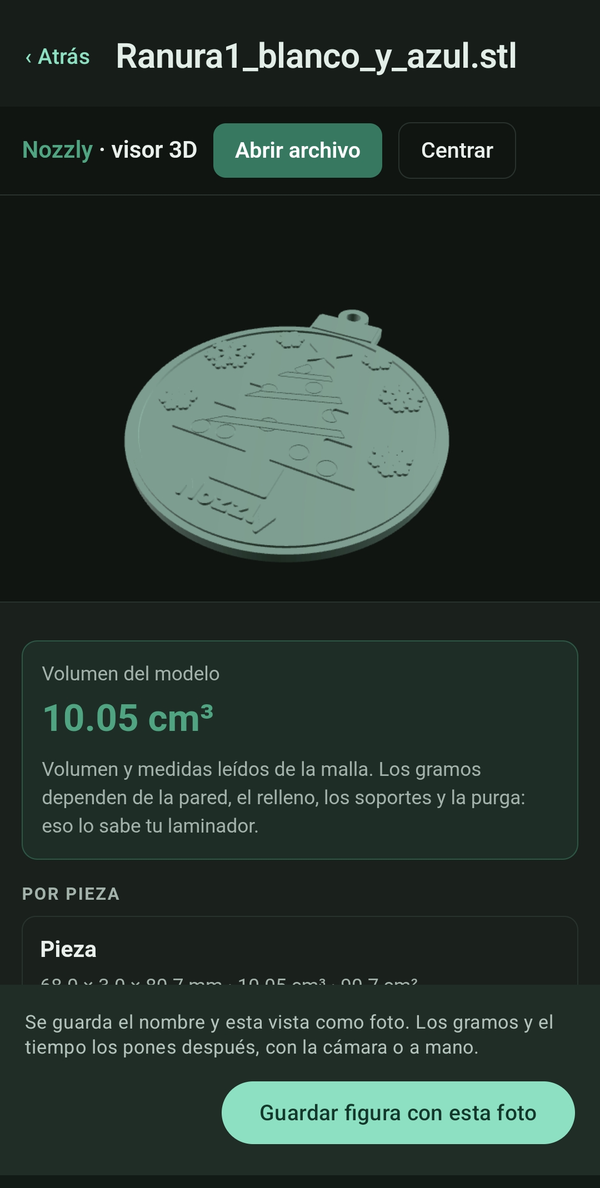 ‹ Atrás Ranura1_blanco_y_azul.stl
Nozzly · visor 3D Abrir archivo Centrar
Nozzly
Volumen del modelo
10.05 cm³
Volumen y medidas leídos de la malla. Los gramos
dependen de la pared, el relleno, los soportes y la purga:
eso lo sabe tu laminador.
POR PIEZA
Pieza
Se guarda el nombre y esta vista como foto. Los gramos y el
tiempo los pones después, con la cámara o a mano.
Guardar figura con esta foto